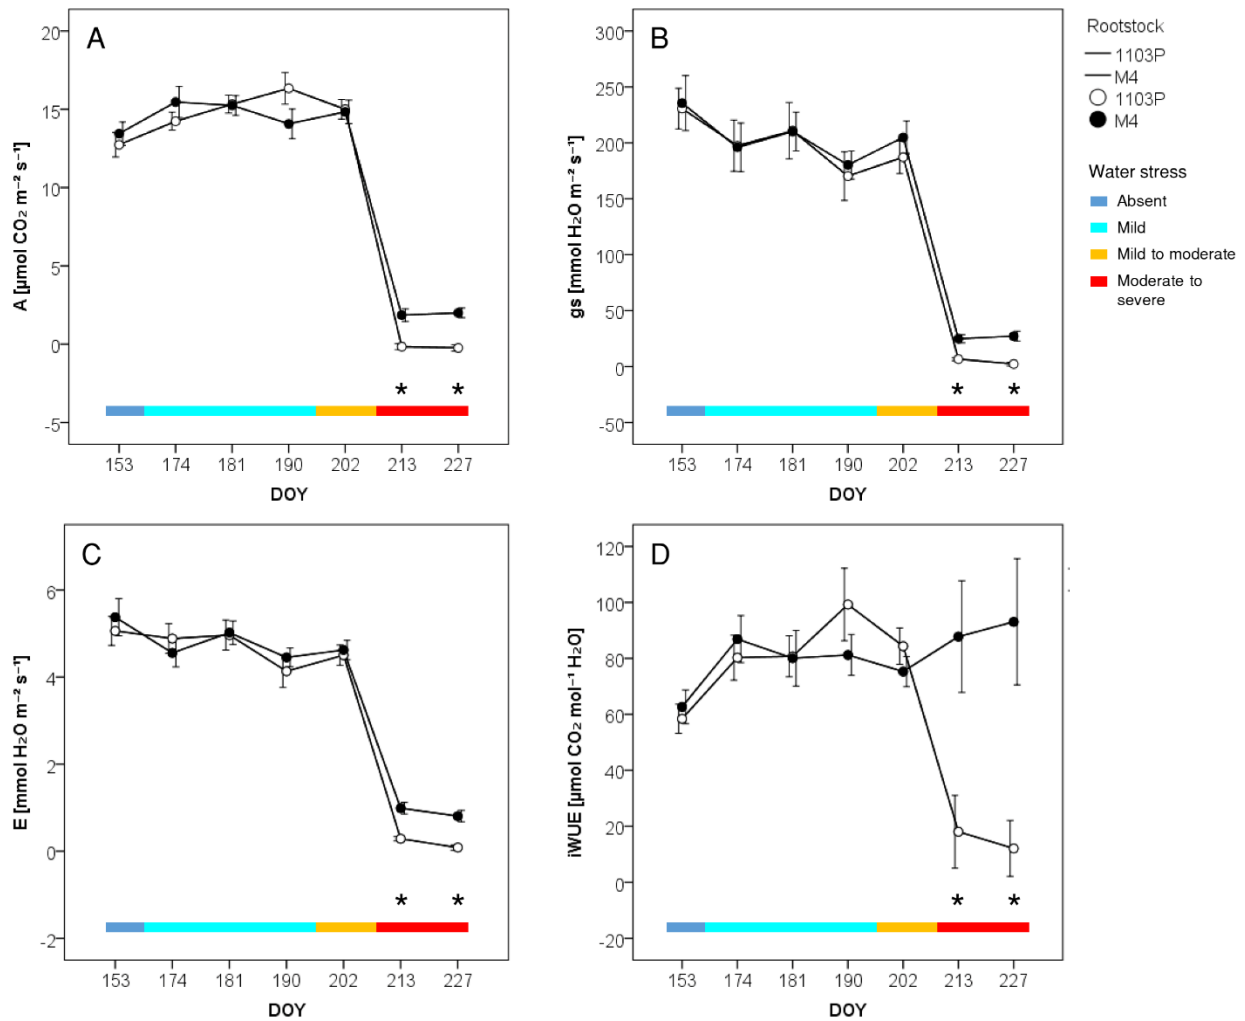 A
20
15
10
5
0
-5
A [µmol CO₂ m⁻² s⁻¹]
153 174 181 190 202 213 227
DOY
* *
B
300
250
200
150
100
50
0
-50
gs [mmol H₂O m⁻² s⁻¹]
153 174 181 190 202 213 227
DOY
* *
Rootstock
1103P
M4
1103P
M4
Water stress
Absent
Mild
Mild to moderate
Moderate to
severe
C
6
4
2
0
-2
E [mmol H₂O m⁻² s⁻¹]
153 174 181 190 202 213 227
DOY
* *
D
120
100
80
60
40
20
0
-20
iWUE [µmol CO₂ mol⁻¹ H₂O]
153 174 181 190 202 213 227
DOY
* *